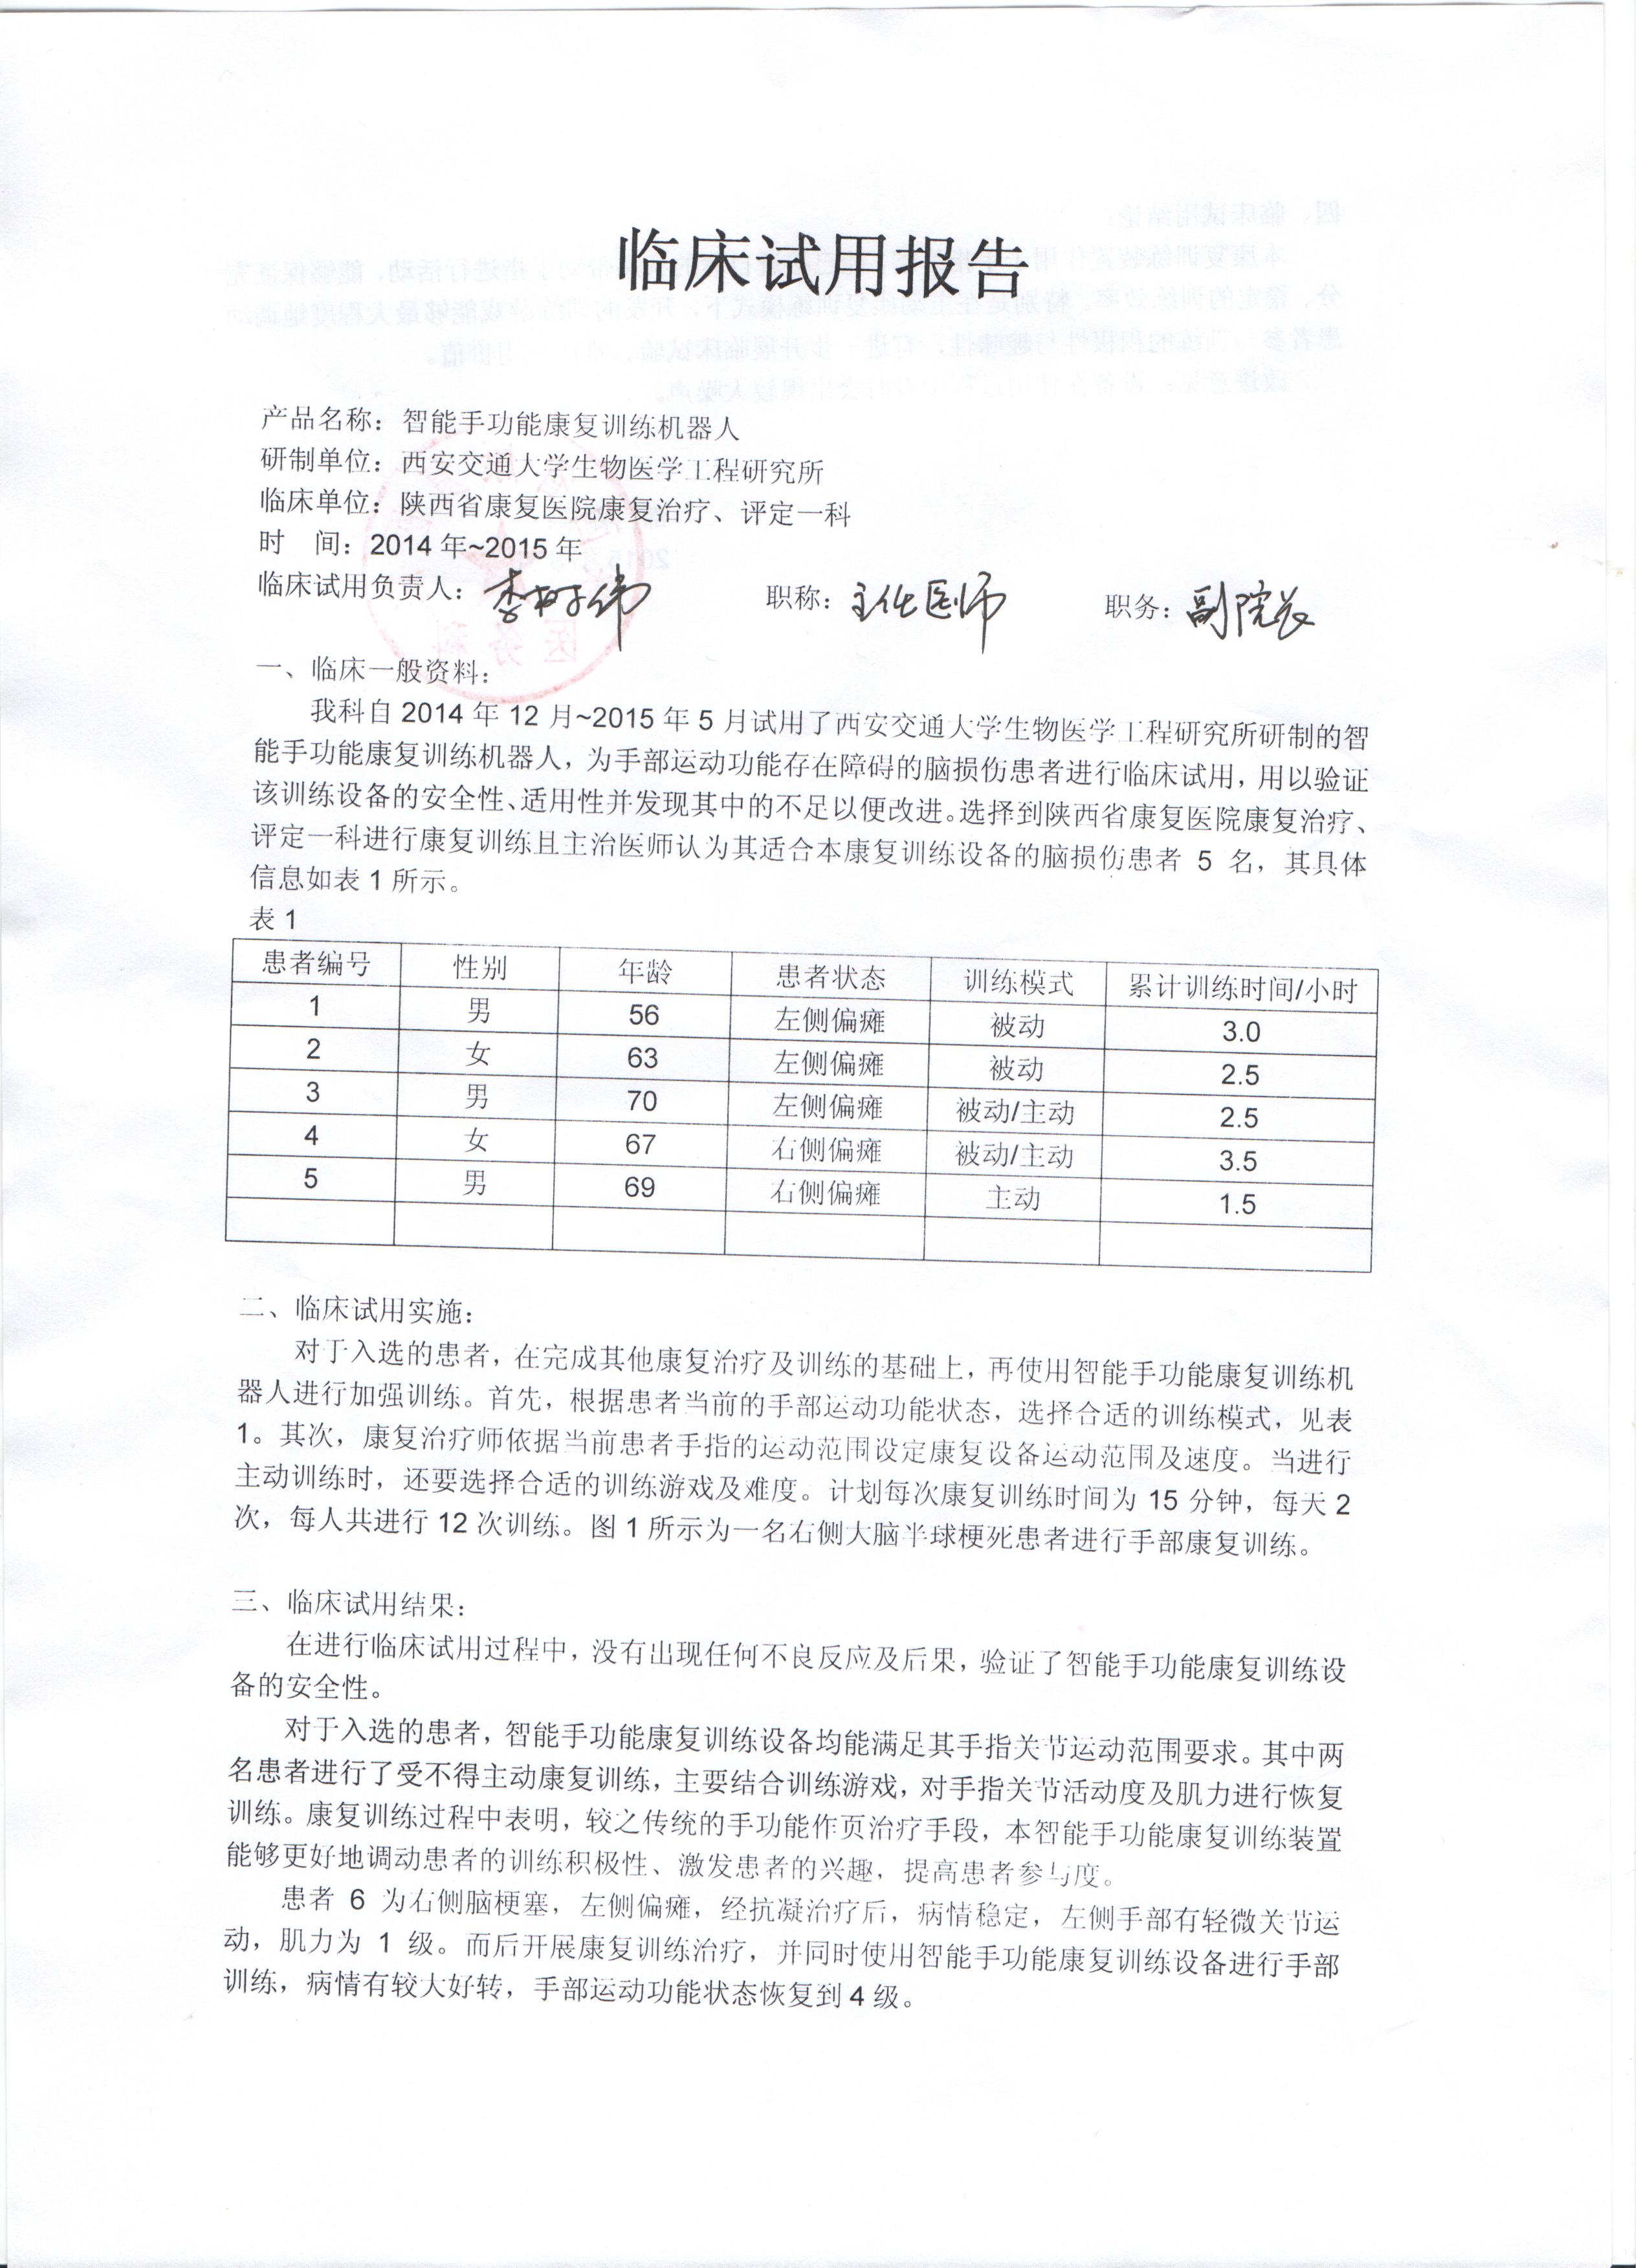 临床试用报告
产品名称：智能手功能康复训练机器人
研制单位：西安交通大学生物医学工程研究所
临床单位：陕西省康复医院康复治疗、评定一科
时　间：2014年~2015年
临床试用负责人：李树伟 职称：主任医师 职务：副院长
一、临床一般资料：
我科自2014年12月~2015年5月试用了西安交通大学生物医学工程研究所研制的智
能手功能康复训练机器人，为手部运动功能存在障碍的脑损伤患者进行临床试用，用以验证
该训练设备的安全性、适用性并发现其中的不足以便改进。选择到陕西省康复医院康复治疗、
评定一科进行康复训练且主治医师认为其适合本康复训练设备的脑损伤患者 5 名，其具体
信息如表1所示。
表1
患者编号 性别 年龄 患者状态 训练模式 累计训练时间/小时
1 男 56 左侧偏瘫 被动 3.0
2 女 63 左侧偏瘫 被动 2.5
3 男 70 左侧偏瘫 被动/主动 2.5
4 女 67 右侧偏瘫 被动/主动 3.5
5 男 69 右侧偏瘫 主动 1.5
二、临床试用实施：
对于入选的患者，在完成其他康复治疗及训练的基础上，再使用智能手功能康复训练机
器人进行加强训练。首先，根据患者当前的手部运动功能状态，选择合适的训练模式，见表
1。其次，康复治疗师依据当前患者手指的运动范围设定康复设备运动范围及速度。当进行
主动训练时，还要选择合适的训练游戏及难度。计划每次康复训练时间为15分钟，每天2
次，每人共进行12次训练。图1所示为一名右侧大脑半球梗死患者进行手部康复训练。
三、临床试用结果：
在进行临床试用过程中，没有出现任何不良反应及后果，验证了智能手功能康复训练设
备的安全性。
对于入选的患者，智能手功能康复训练设备均能满足其手指关节运动范围要求。其中两
名患者进行了受不得主动康复训练，主要结合训练游戏，对手指关节活动度及肌力进行恢复
训练。康复训练过程中表明，较之传统的手功能作页治疗手段，本智能手功能康复训练装置
能够更好地调动患者的训练积极性、激发患者的兴趣，提高患者参与度。
患者 6 为右侧脑梗塞，左侧偏瘫，经抗凝治疗后，病情稳定，左侧手部有轻微关节运
动，肌力为 1 级。而后开展康复训练治疗，并同时使用智能手功能康复训练设备进行手部
训练，病情有较大好转，手部运动功能状态恢复到4级。